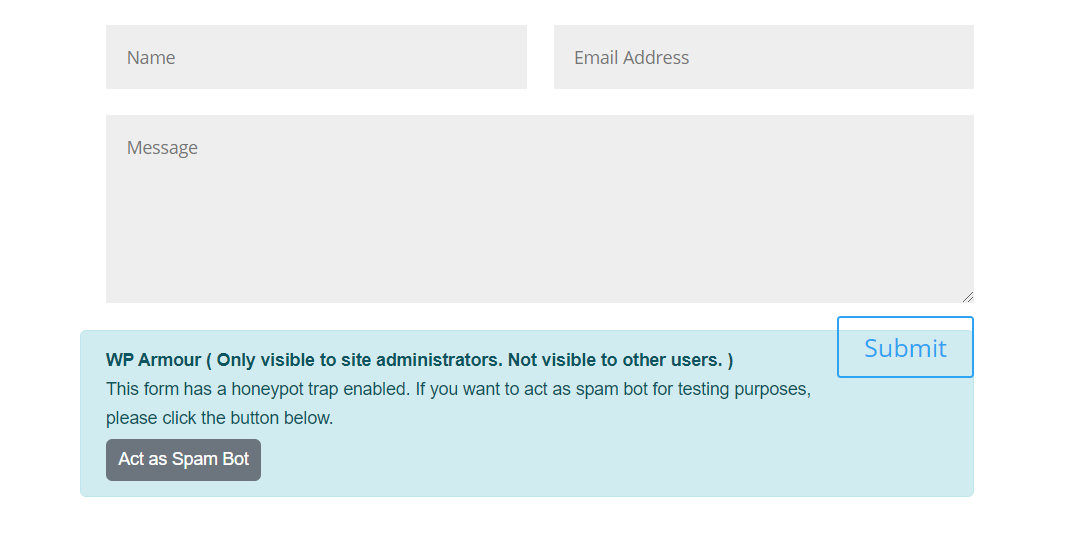 Name
Email Address
Message
Submit
WP Armour ( Only visible to site administrators. Not visible to other users. )
This form has a honeypot trap enabled. If you want to act as spam bot for testing purposes,
please click the button below.
Act as Spam Bot